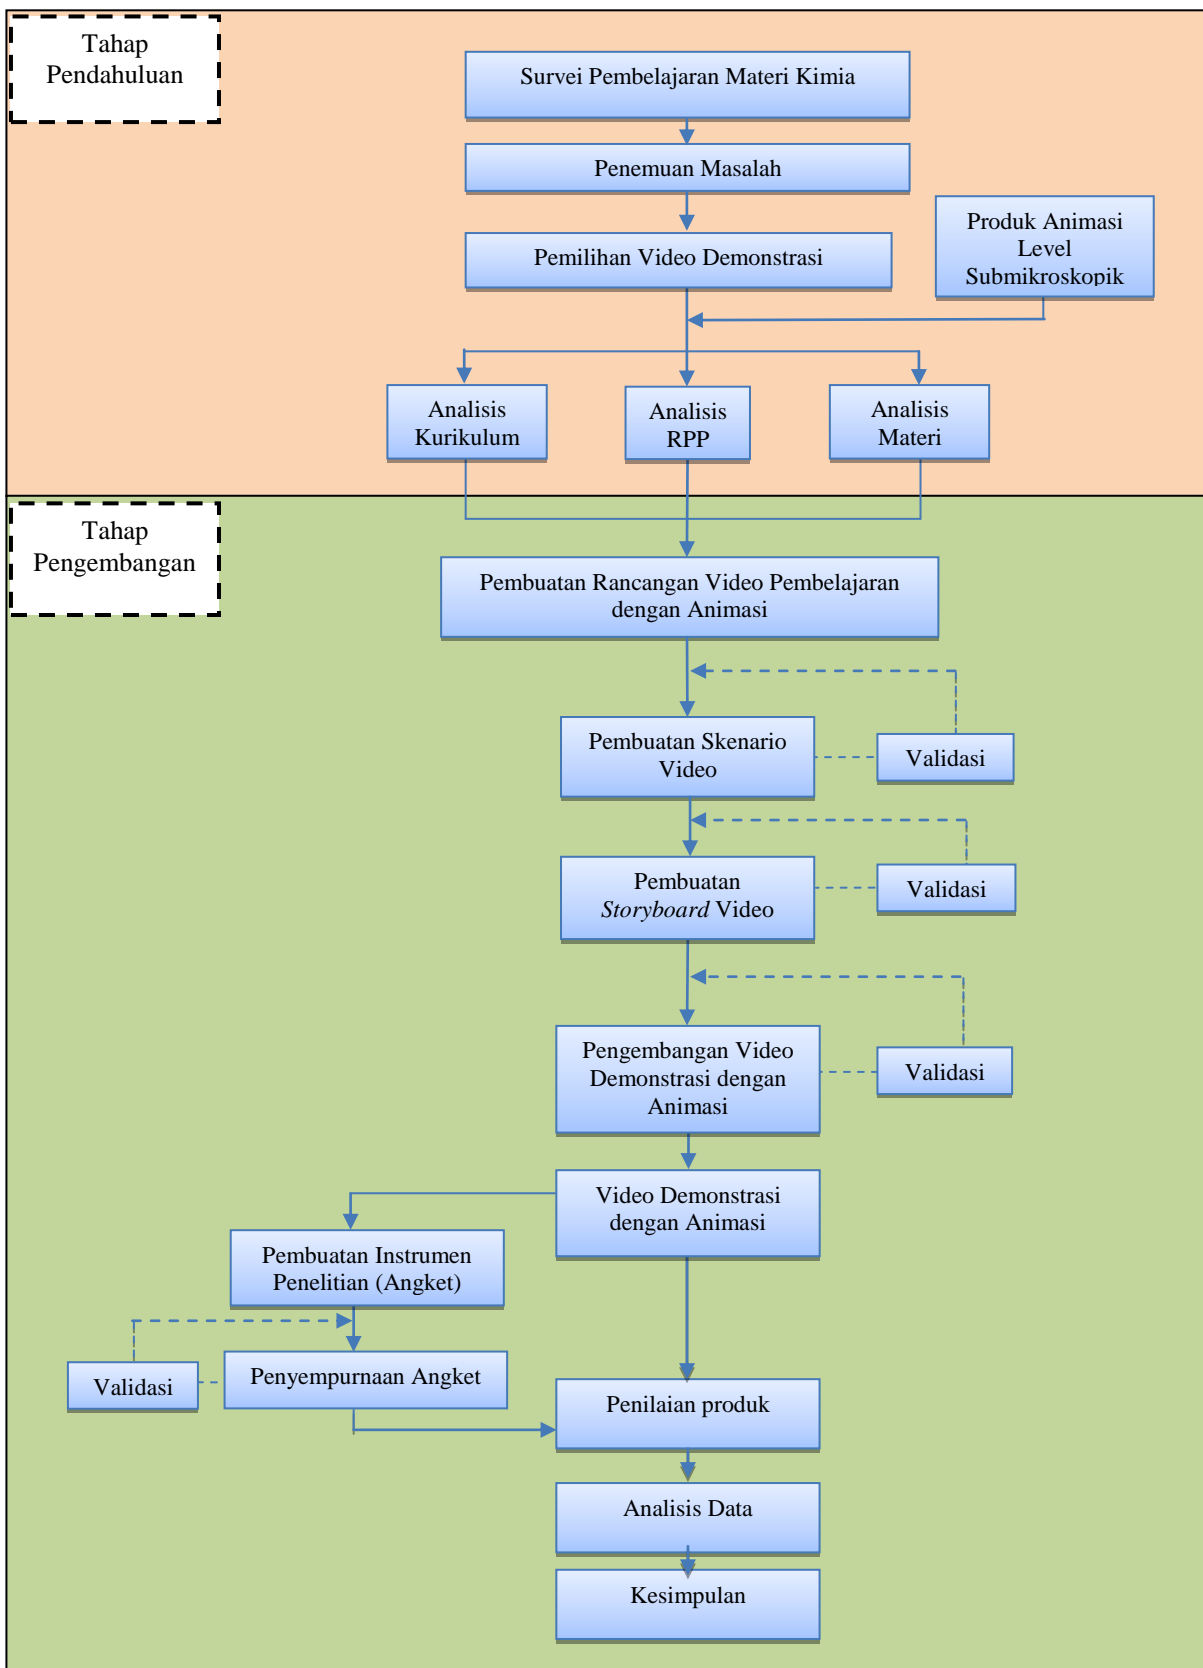 Tahap
Pendahuluan
Survei Pembelajaran Materi Kimia
Penemuan Masalah
Pemilihan Video Demonstrasi
Produk Animasi
Level
Submikroskopik
Analisis
Kurikulum
Analisis
RPP
Analisis
Materi
Tahap
Pengembangan
Pembuatan Rancangan Video Pembelajaran
dengan Animasi
Pembuatan Skenario
Video
Validasi
Pembuatan
Storyboard Video
Validasi
Pengembangan Video
Demonstrasi dengan
Animasi
Validasi
Video Demonstrasi
dengan Animasi
Pembuatan Instrumen
Penelitian (Angket)
Validasi
Penyempurnaan Angket
Penilaian produk
Analisis Data
Kesimpulan